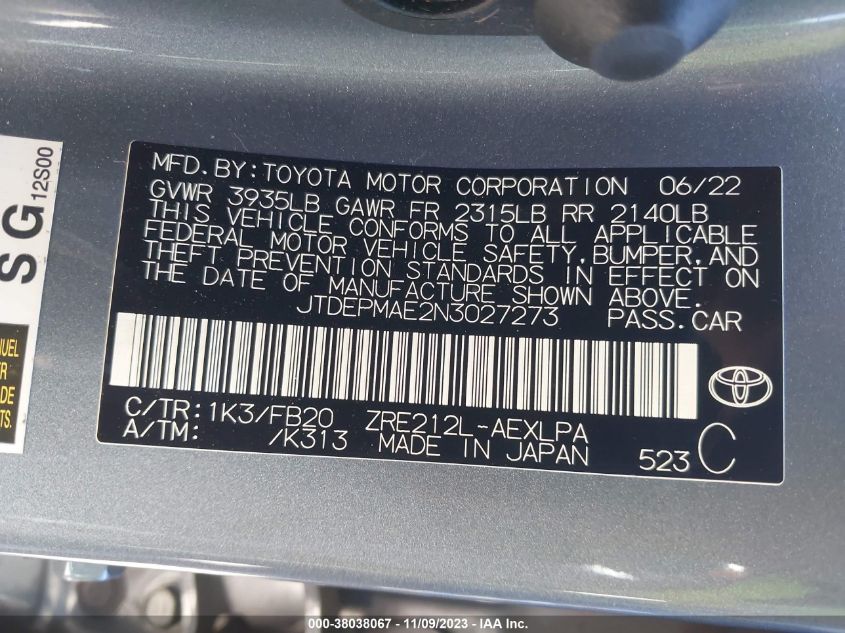 MFD.BY:TOYOTA MOTOR CORPORATION 06/22
GVWR 3935LB GAWR FR 2315LB RR 2140LB
THIS VEHICLE CONFORMS TO ALL APPLICABLE
FEDERAL MOTOR VEHICLE SAFETY,BUMPER,AND
THEFT PREVENTION STANDARDS IN EFFECT ON
THE DATE OF MANUFACTURE SHOWN ABOVE.
JTDEPMAE2N3027273 PASS.CAR
C/TR:1K3/FB20 ZRE212L-AEXLPA
A/TM: /K313 MADE IN JAPAN 523 C
SG
12S00
000-38038067 - 11/09/2023 - IAAI Inc.